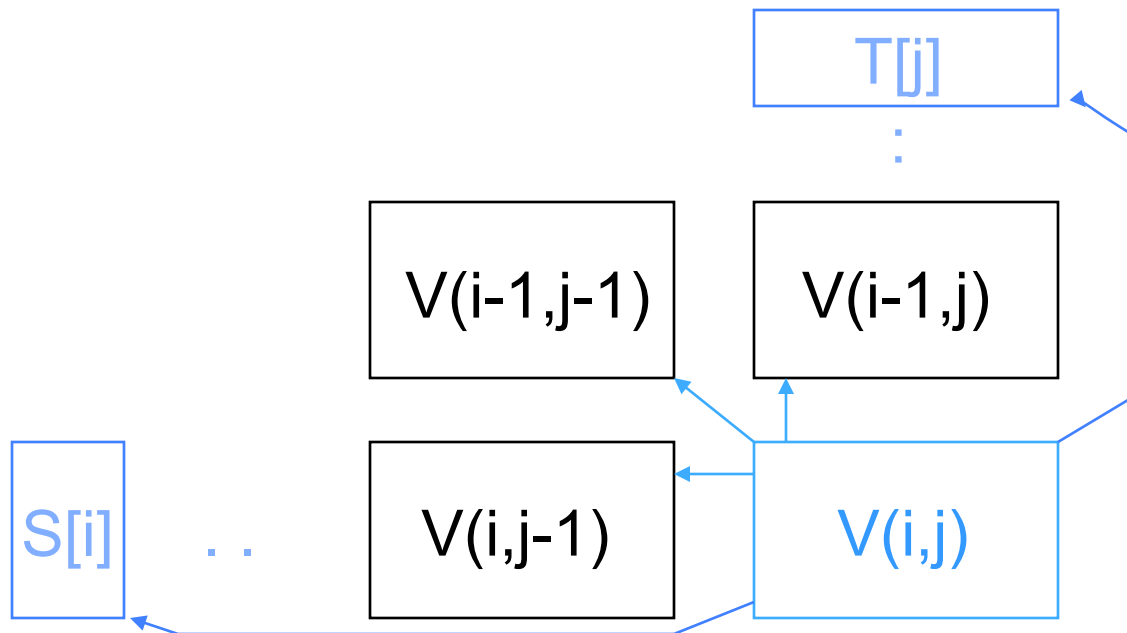 T[j]
:
V(i-1,j-1)
V(i-1,j)
S[i]
. .
V(i,j-1)
V(i,j)